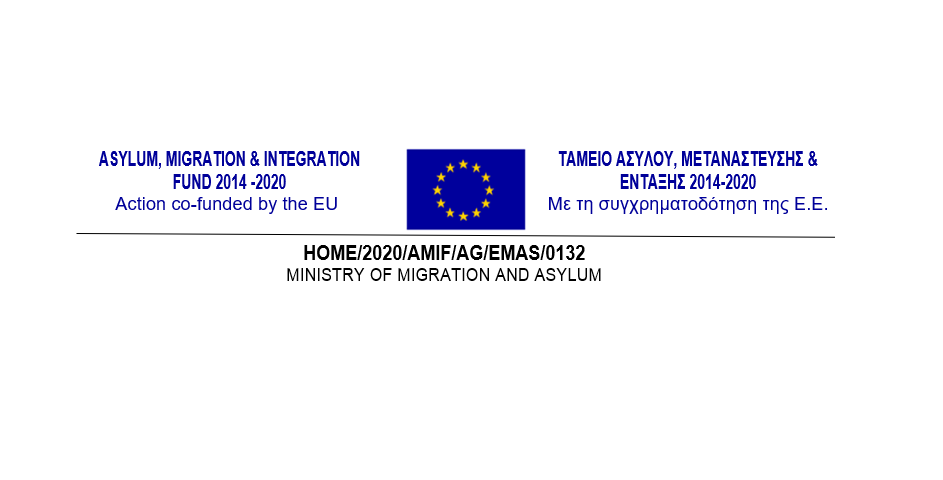 ASYLUM, MIGRATION & INTEGRATION
FUND 2014 -2020
Action co-funded by the EU
ΤΑΜΕΙΟ ΑΣΥΛΟΥ, ΜΕΤΑΝΑΣΤΕΥΣΗΣ &
ΕΝΤΑΞΗΣ 2014-2020
Με τη συγχρηματοδότηση της Ε.Ε.
HOME/2020/AMIF/AG/EMAS/0132
MINISTRY OF MIGRATION AND ASYLUM